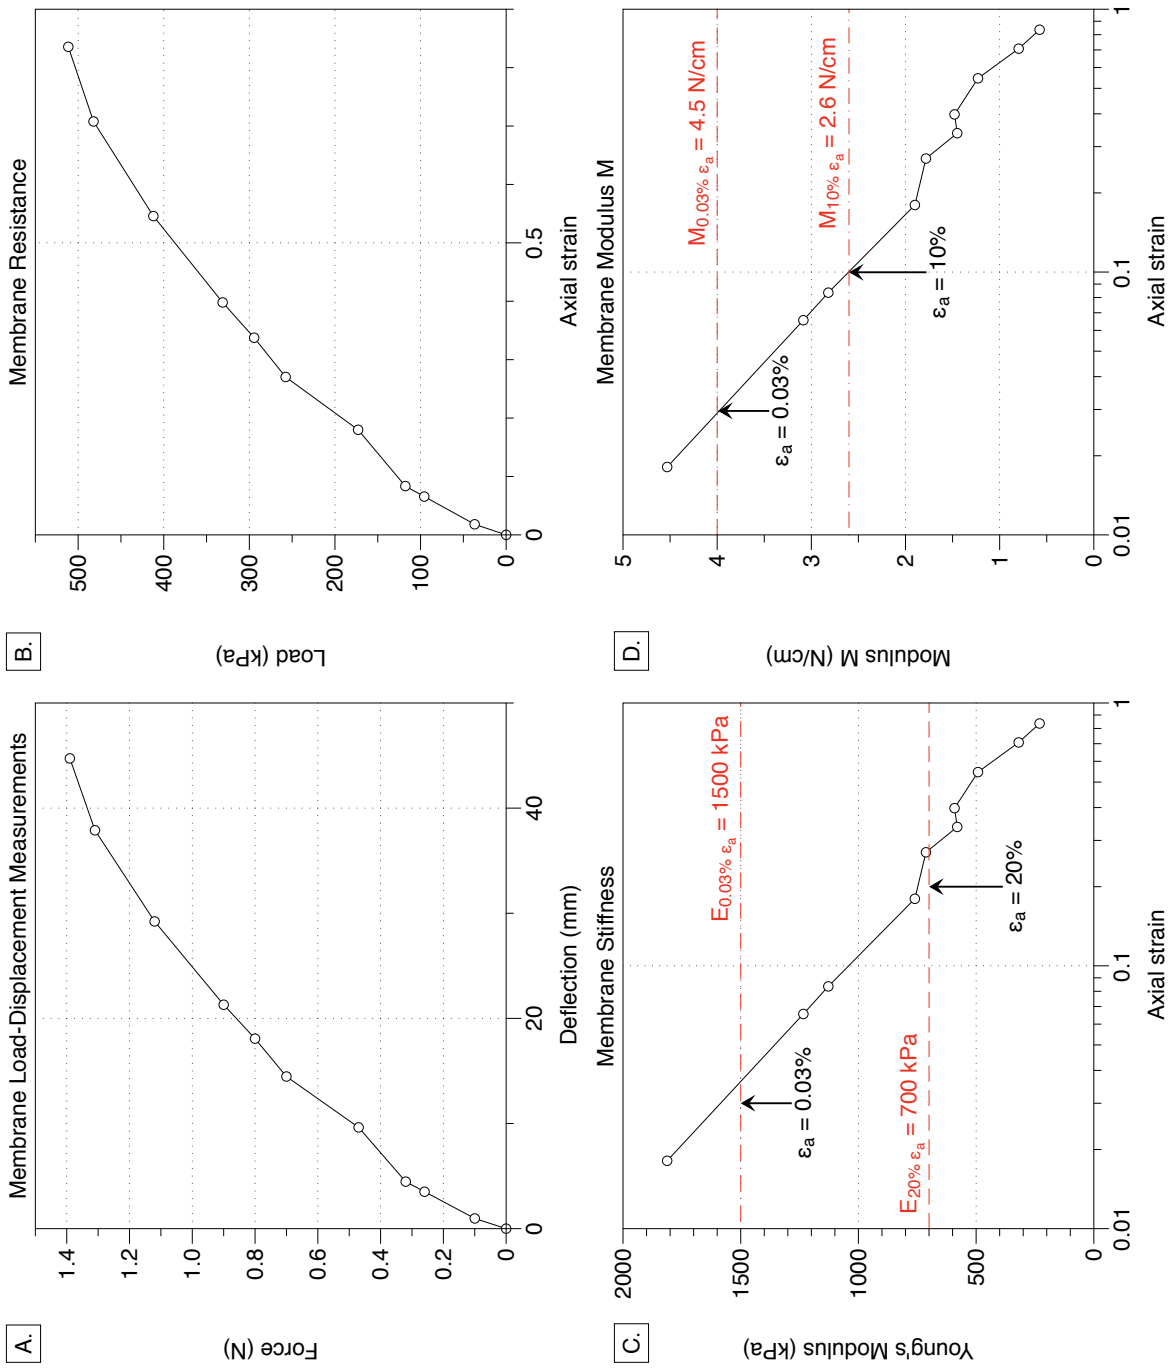 A.
Membrane Load-Displacement Measurements
Force (N)
1.4
1.2
1.0
0.8
0.6
0.4
0.2
0
0
20
40
Deflection (mm)
B.
Membrane Resistance
Load (kPa)
500
400
300
200
100
0
0
0.5
Axial strain
C.
Membrane Stiffness
Young's Modulus (kPa)
2000
1500
1000
500
0
E0.03% εa = 1500 kPa
εa = 0.03%
E20% εa = 700 kPa
εa = 20%
0.01
0.1
1
Axial strain
D.
Membrane Modulus M
Modulus M (N/cm)
5
4
3
2
1
0
M0.03% εa = 4.5 N/cm
εa = 0.03%
M10% εa = 2.6 N/cm
εa = 10%
0.01
0.1
1
Axial strain